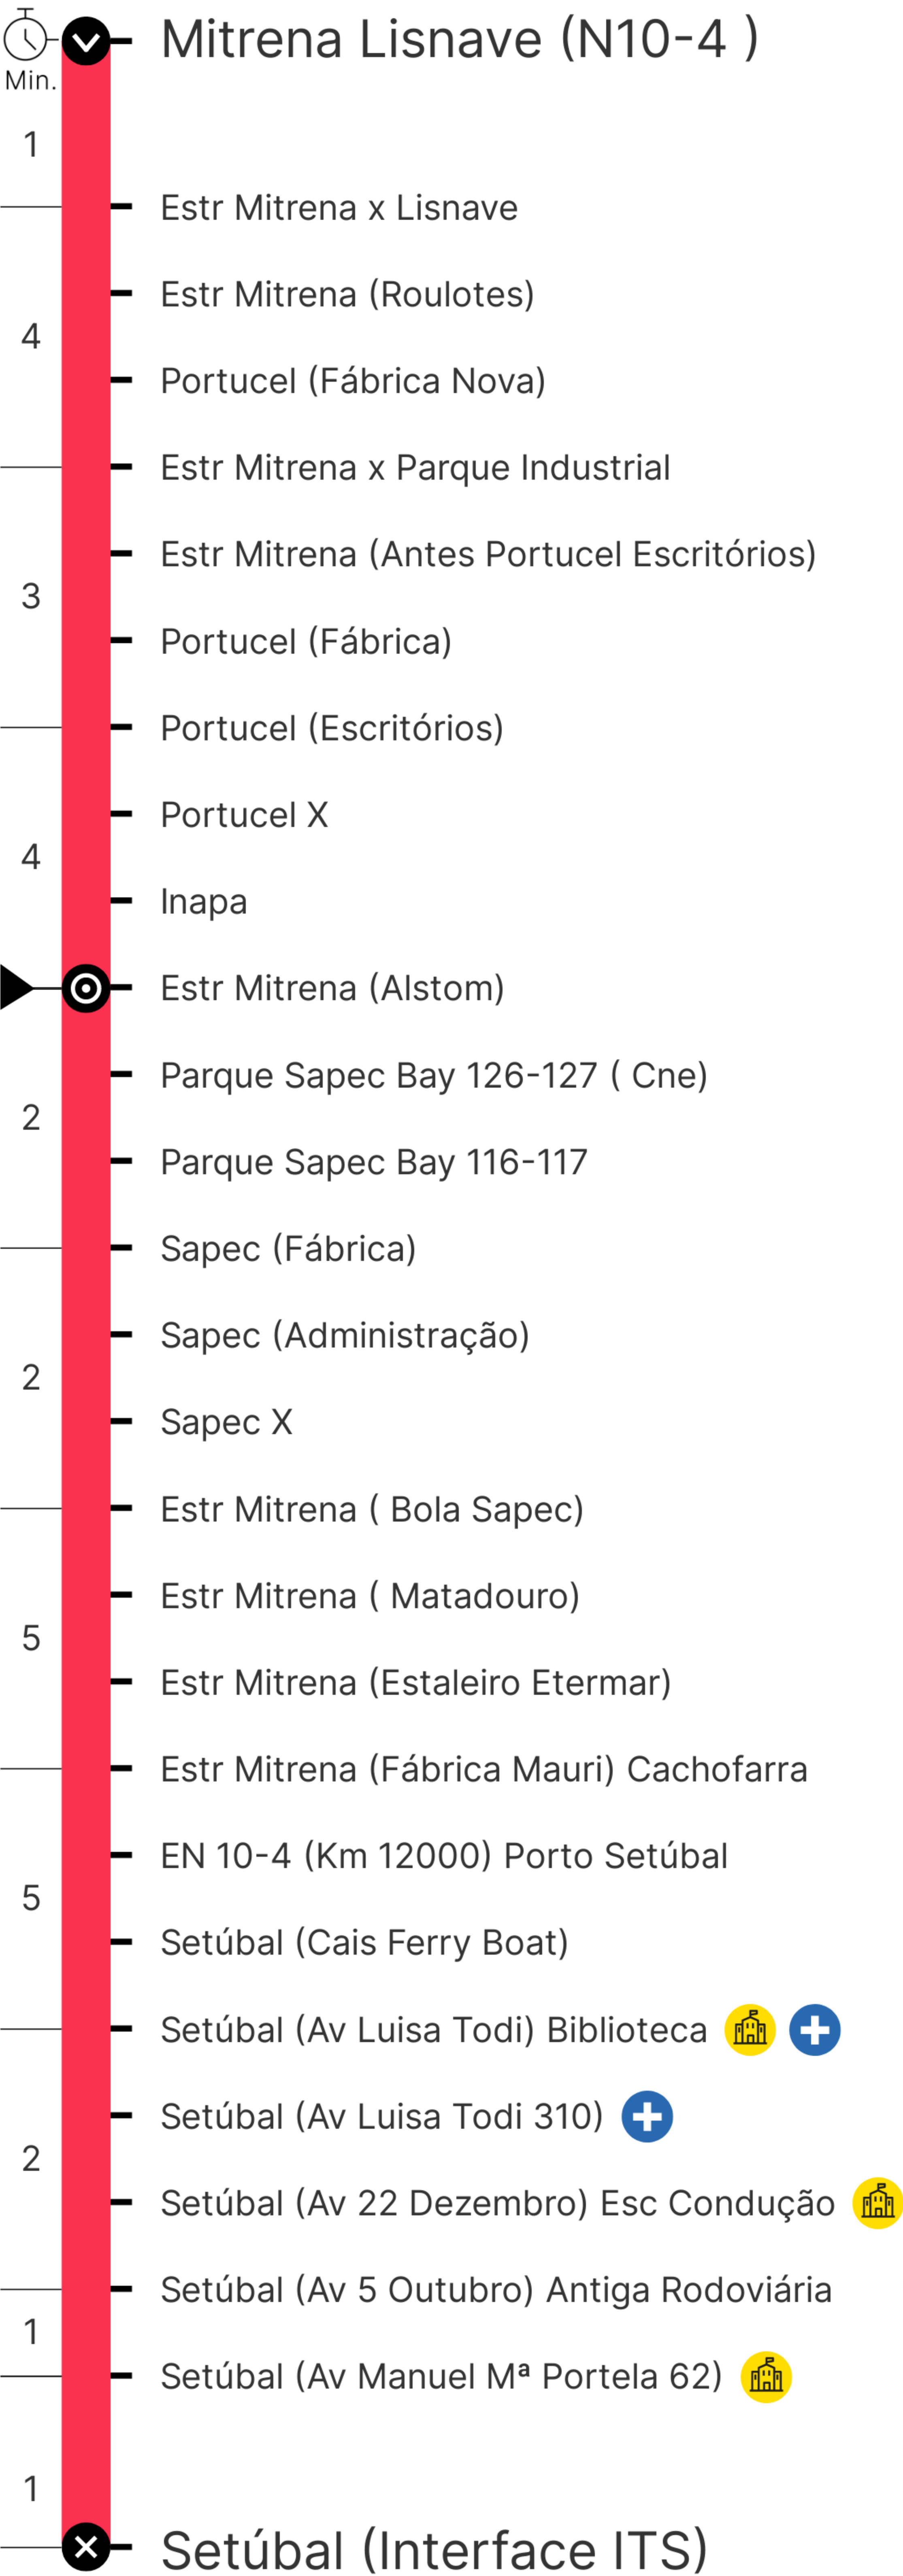 Mitrena Lisnave (N10-4 )
Min.
1
Estr Mitrena x Lisnave
Estr Mitrena (Roulotes)
4
Portucel (Fábrica Nova)
Estr Mitrena x Parque Industrial
Estr Mitrena (Antes Portucel Escritórios)
3
Portucel (Fábrica)
Portucel (Escritórios)
Portucel X
4
Inapa
Estr Mitrena (Alstom)
Parque Sapec Bay 126-127 ( Cne)
2
Parque Sapec Bay 116-117
Sapec (Fábrica)
Sapec (Administração)
2
Sapec X
Estr Mitrena ( Bola Sapec)
Estr Mitrena ( Matadouro)
5
Estr Mitrena (Estaleiro Etermar)
Estr Mitrena (Fábrica Mauri) Cachofarra
EN 10-4 (Km 12000) Porto Setúbal
5
Setúbal (Cais Ferry Boat)
Setúbal (Av Luisa Todi) Biblioteca
Setúbal (Av Luisa Todi 310)
2
Setúbal (Av 22 Dezembro) Esc Condução
Setúbal (Av 5 Outubro) Antiga Rodoviária
1
Setúbal (Av Manuel Mª Portela 62)
1
Setúbal (Interface ITS)